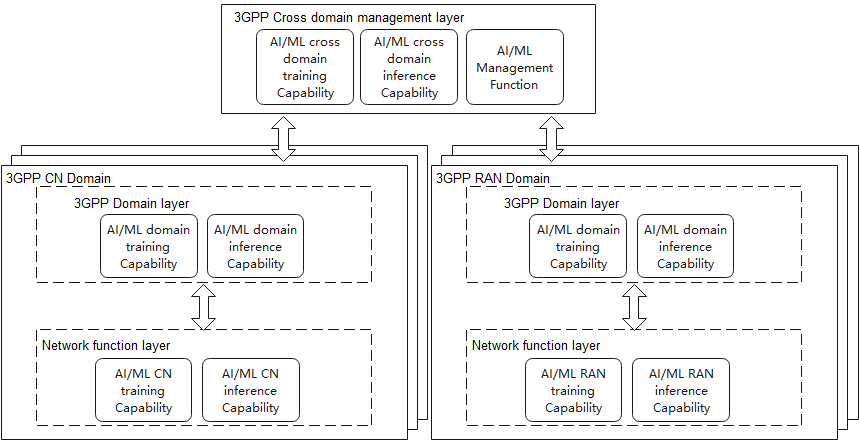 3GPP Cross domain management layer
AI/ML cross
domain
training
Capability
AI/ML cross
domain
inference
Capability
AI/ML
Management
Function
3GPP CN Domain
3GPP Domain layer
AI/ML domain
training
Capability
AI/ML domain
inference
Capability
Network function layer
AI/ML CN
training
Capability
AI/ML CN
inference
Capability
3GPP RAN Domain
3GPP Domain layer
AI/ML domain
training
Capability
AI/ML domain
inference
Capability
Network function layer
AI/ML RAN
training
Capability
AI/ML RAN
inference
Capability